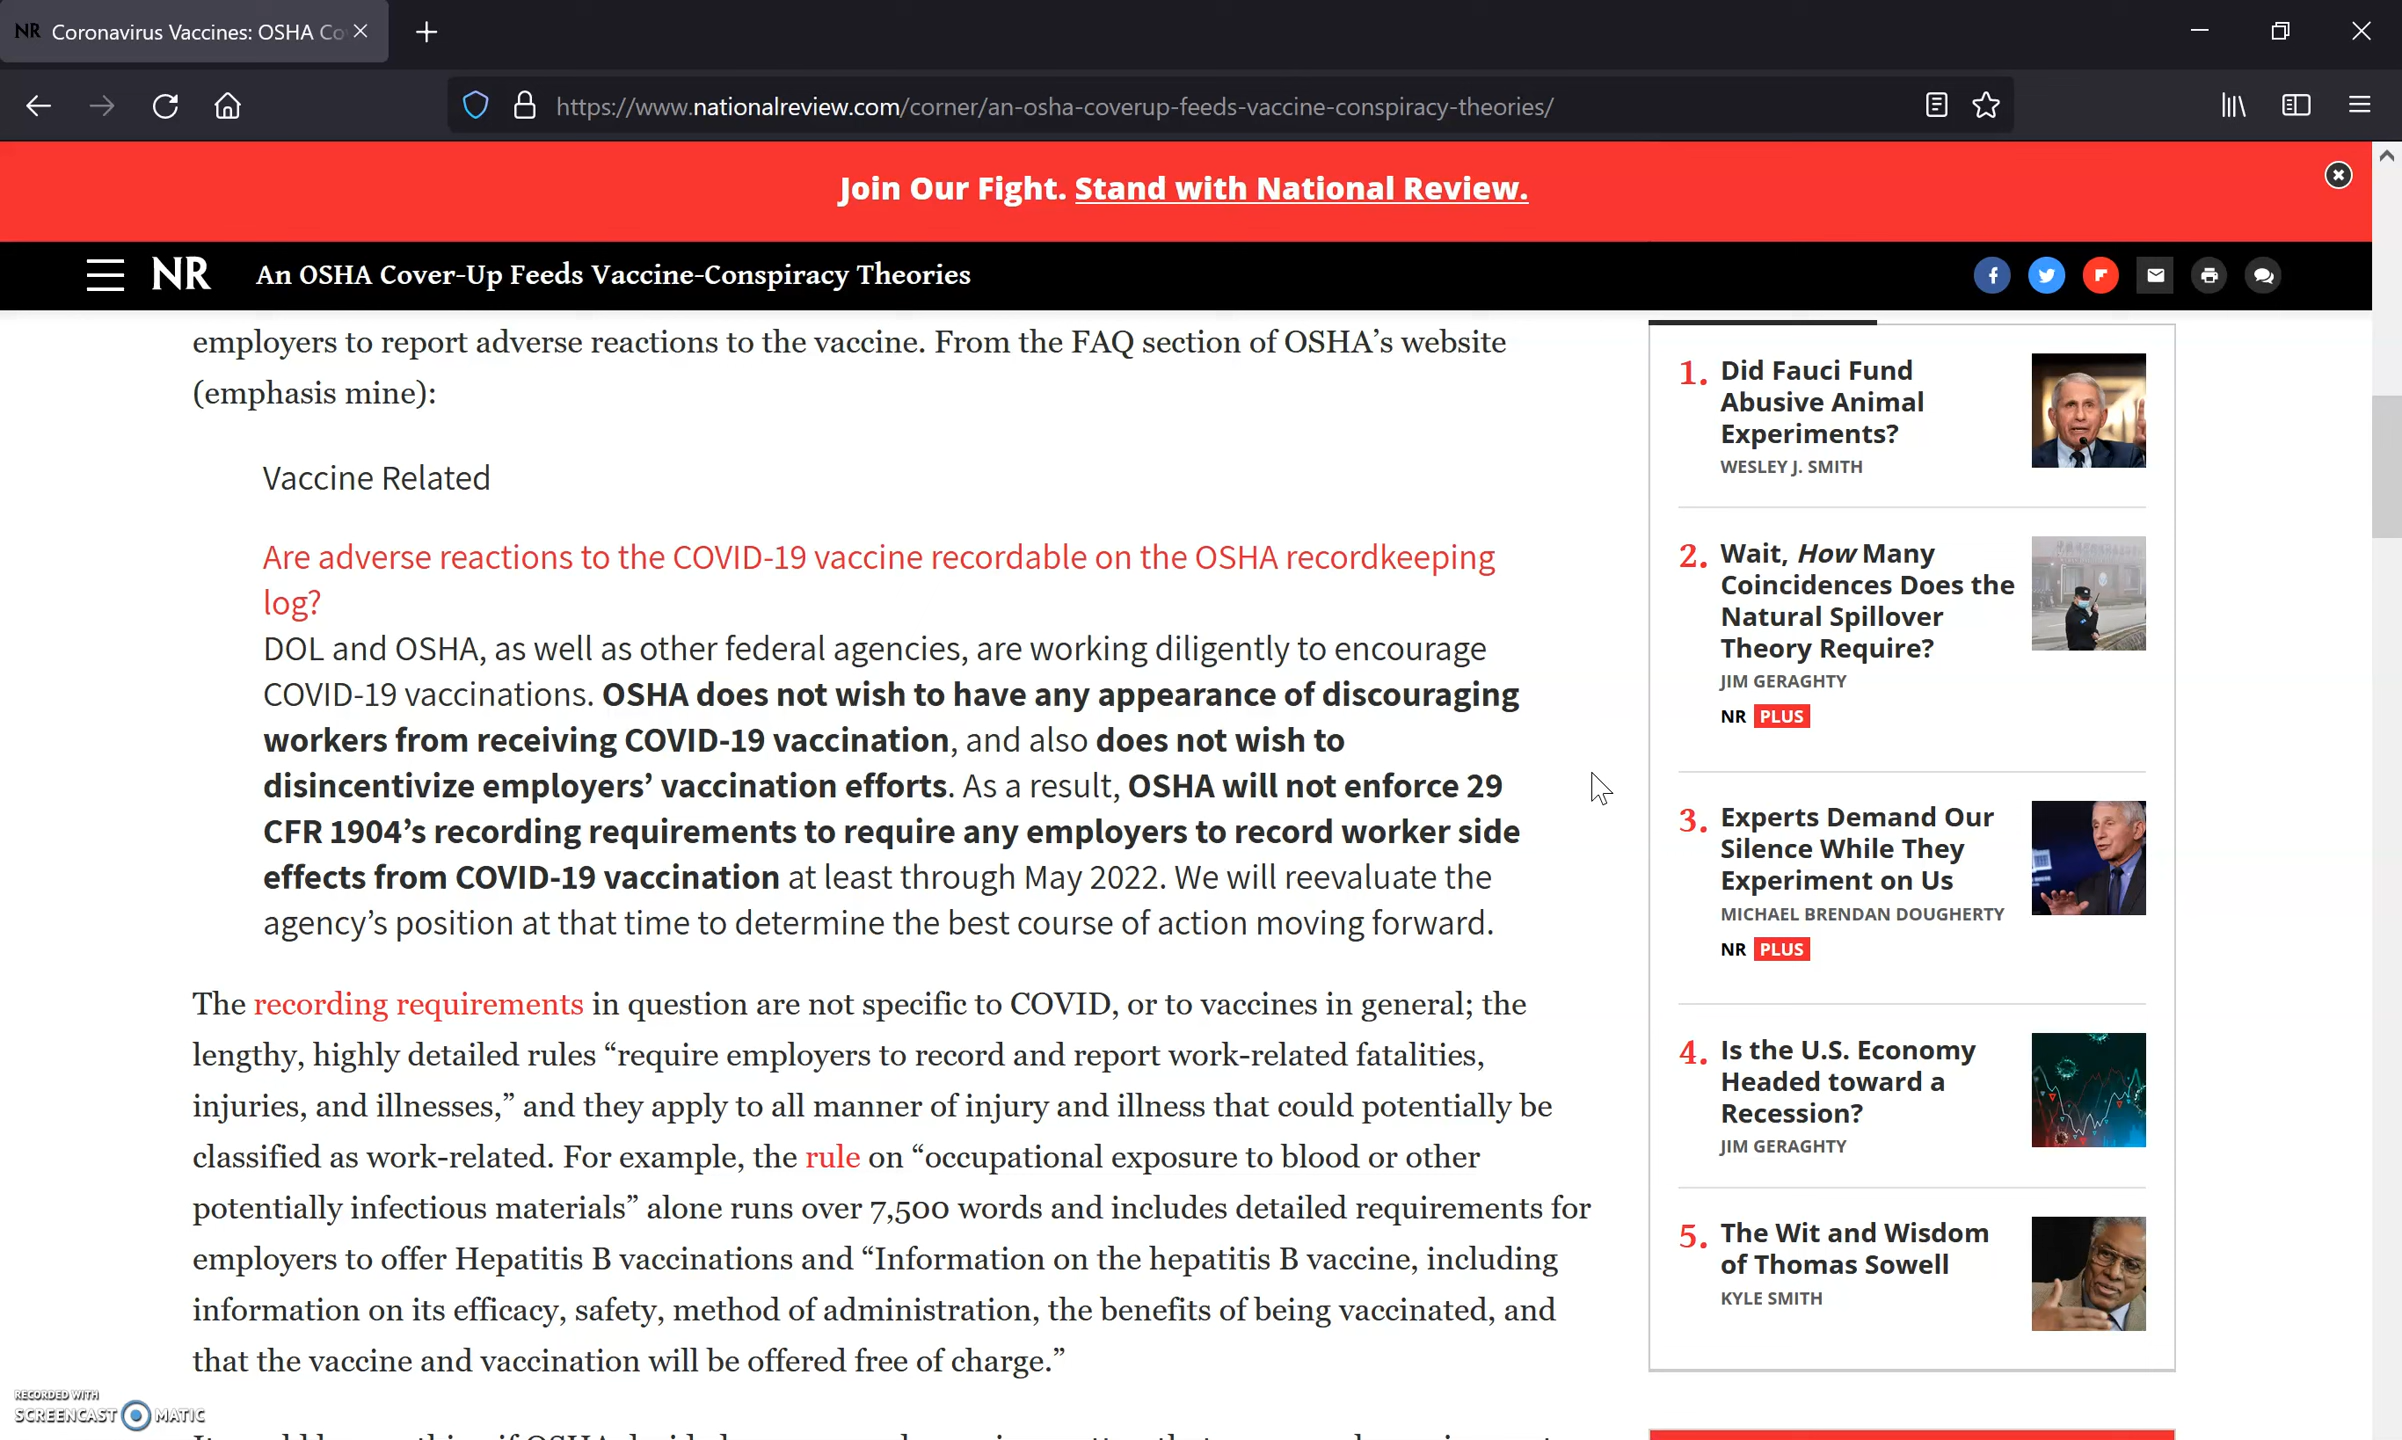 NR Coronavirus Vaccines: OSHA Co
https://www.nationalreview.com/corner/an-osha-coverup-feeds-vaccine-conspiracy-theories/
Join Our Fight. Stand with National Review.
NR An OSHA Cover-Up Feeds Vaccine-Conspiracy Theories
employers to report adverse reactions to the vaccine. From the FAQ section of OSHA’s website
(emphasis mine):
Vaccine Related
Are adverse reactions to the COVID-19 vaccine recordable on the OSHA recordkeeping
log?
DOL and OSHA, as well as other federal agencies, are working diligently to encourage
COVID-19 vaccinations. OSHA does not wish to have any appearance of discouraging
workers from receiving COVID-19 vaccination, and also does not wish to
disincentivize employers’ vaccination efforts. As a result, OSHA will not enforce 29
CFR 1904’s recording requirements to require any employers to record worker side
effects from COVID-19 vaccination at least through May 2022. We will reevaluate the
agency’s position at that time to determine the best course of action moving forward.
The recording requirements in question are not specific to COVID, or to vaccines in general; the
lengthy, highly detailed rules “require employers to record and report work-related fatalities,
injuries, and illnesses,” and they apply to all manner of injury and illness that could potentially be
classified as work-related. For example, the rule on “occupational exposure to blood or other
potentially infectious materials” alone runs over 7,500 words and includes detailed requirements for
employers to offer Hepatitis B vaccinations and “Information on the hepatitis B vaccine, including
information on its efficacy, safety, method of administration, the benefits of being vaccinated, and
that the vaccine and vaccination will be offered free of charge.”
1. Did Fauci Fund
Abusive Animal
Experiments?
WESLEY J. SMITH
2. Wait, How Many
Coincidences Does the
Natural Spillover
Theory Require?
JIM GERAGHTY
NR PLUS
3. Experts Demand Our
Silence While They
Experiment on Us
MICHAEL BRENDAN DOUGHERTY
NR PLUS
4. Is the U.S. Economy
Headed toward a
Recession?
JIM GERAGHTY
5. The Wit and Wisdom
of Thomas Sowell
KYLE SMITH
RECORDED WITH
SCREENCAST MATIC